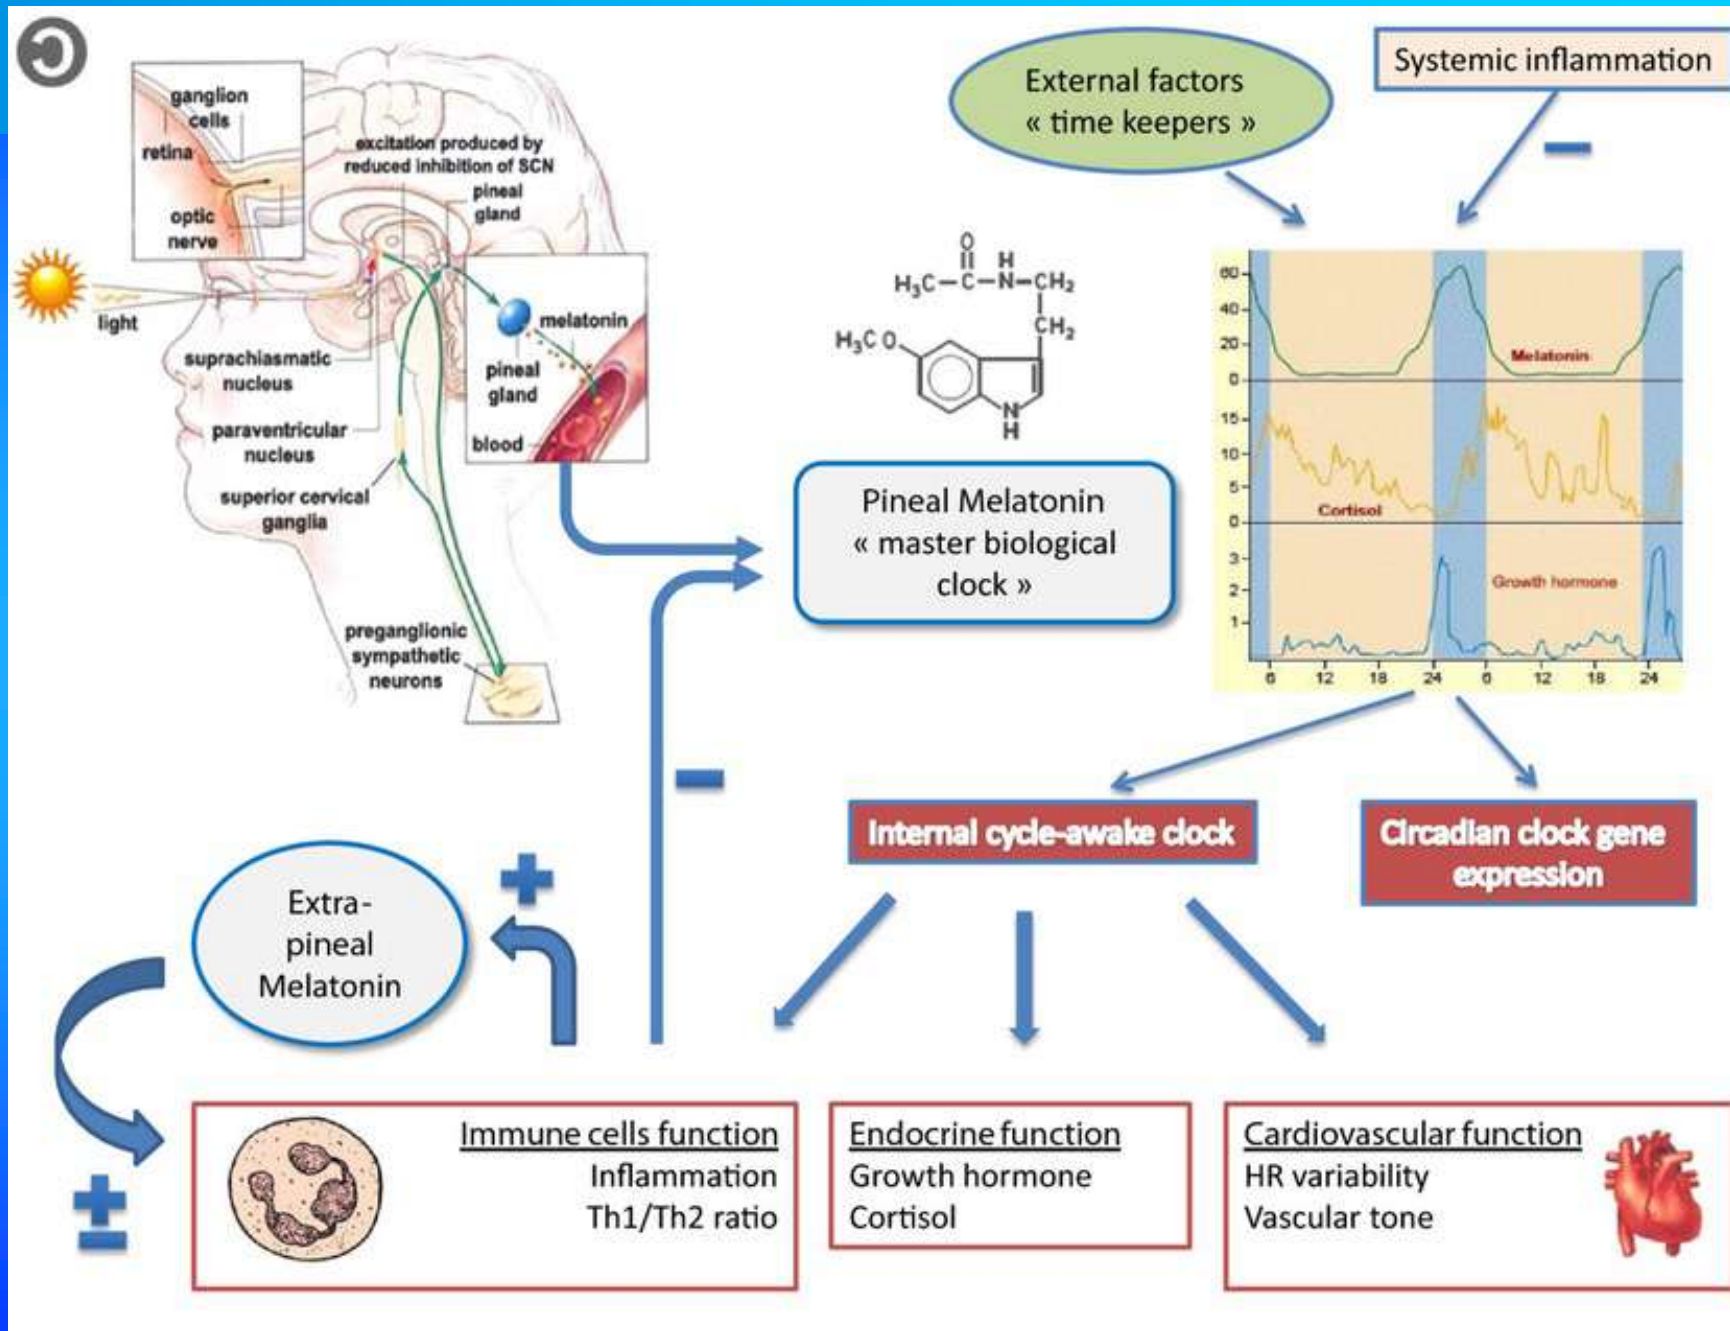 ganglion
cells
retina
optic
nerve
excitation produced by
reduced inhibition of SCN
pineal
gland
light
suprachiasmatic
nucleus
paraventricular
nucleus
superior cervical
ganglia
preganglionic
sympathetic
neurons
melatonin
pineal
gland
blood
External factors
« time keepers »
Systemic inflammation
O
H
H₃C—C—N—CH₂
CH₂
H₃C O
N
H
Pineal Melatonin
« master biological
clock »
60
40
20
0
Melatonin
15
10
5
0
Cortisol
3
2
1
Growth hormone
6 12 18 24 6 12 18 24
Internal cycle-awake clock
Circadian clock gene
expression
Extra-
pineal
Melatonin
Immune cells function
Inflammation
Th1/Th2 ratio
Endocrine function
Growth hormone
Cortisol
Cardiovascular function
HR variability
Vascular tone